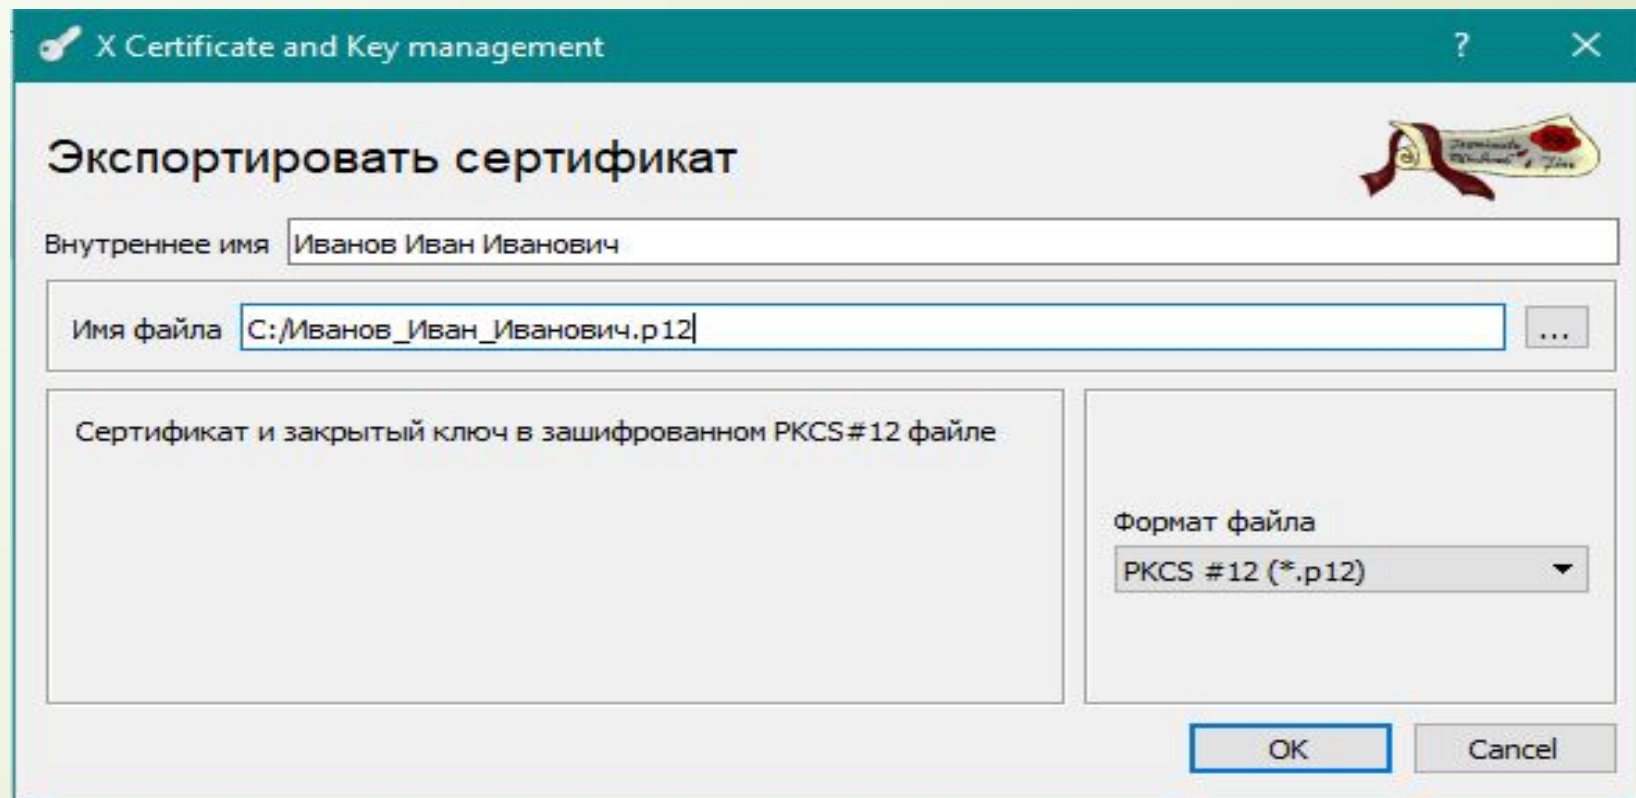 X Certificate and Key management
?
Экспортировать сертификат
Внутреннее имя Иванов Иван Иванович
Имя файла C:/Иванов_Иван_Иванович.p12 ...
Сертификат и закрытый ключ в зашифрованном PKCS#12 файле
Формат файла
PKCS #12 (*.p12)
OK Cancel